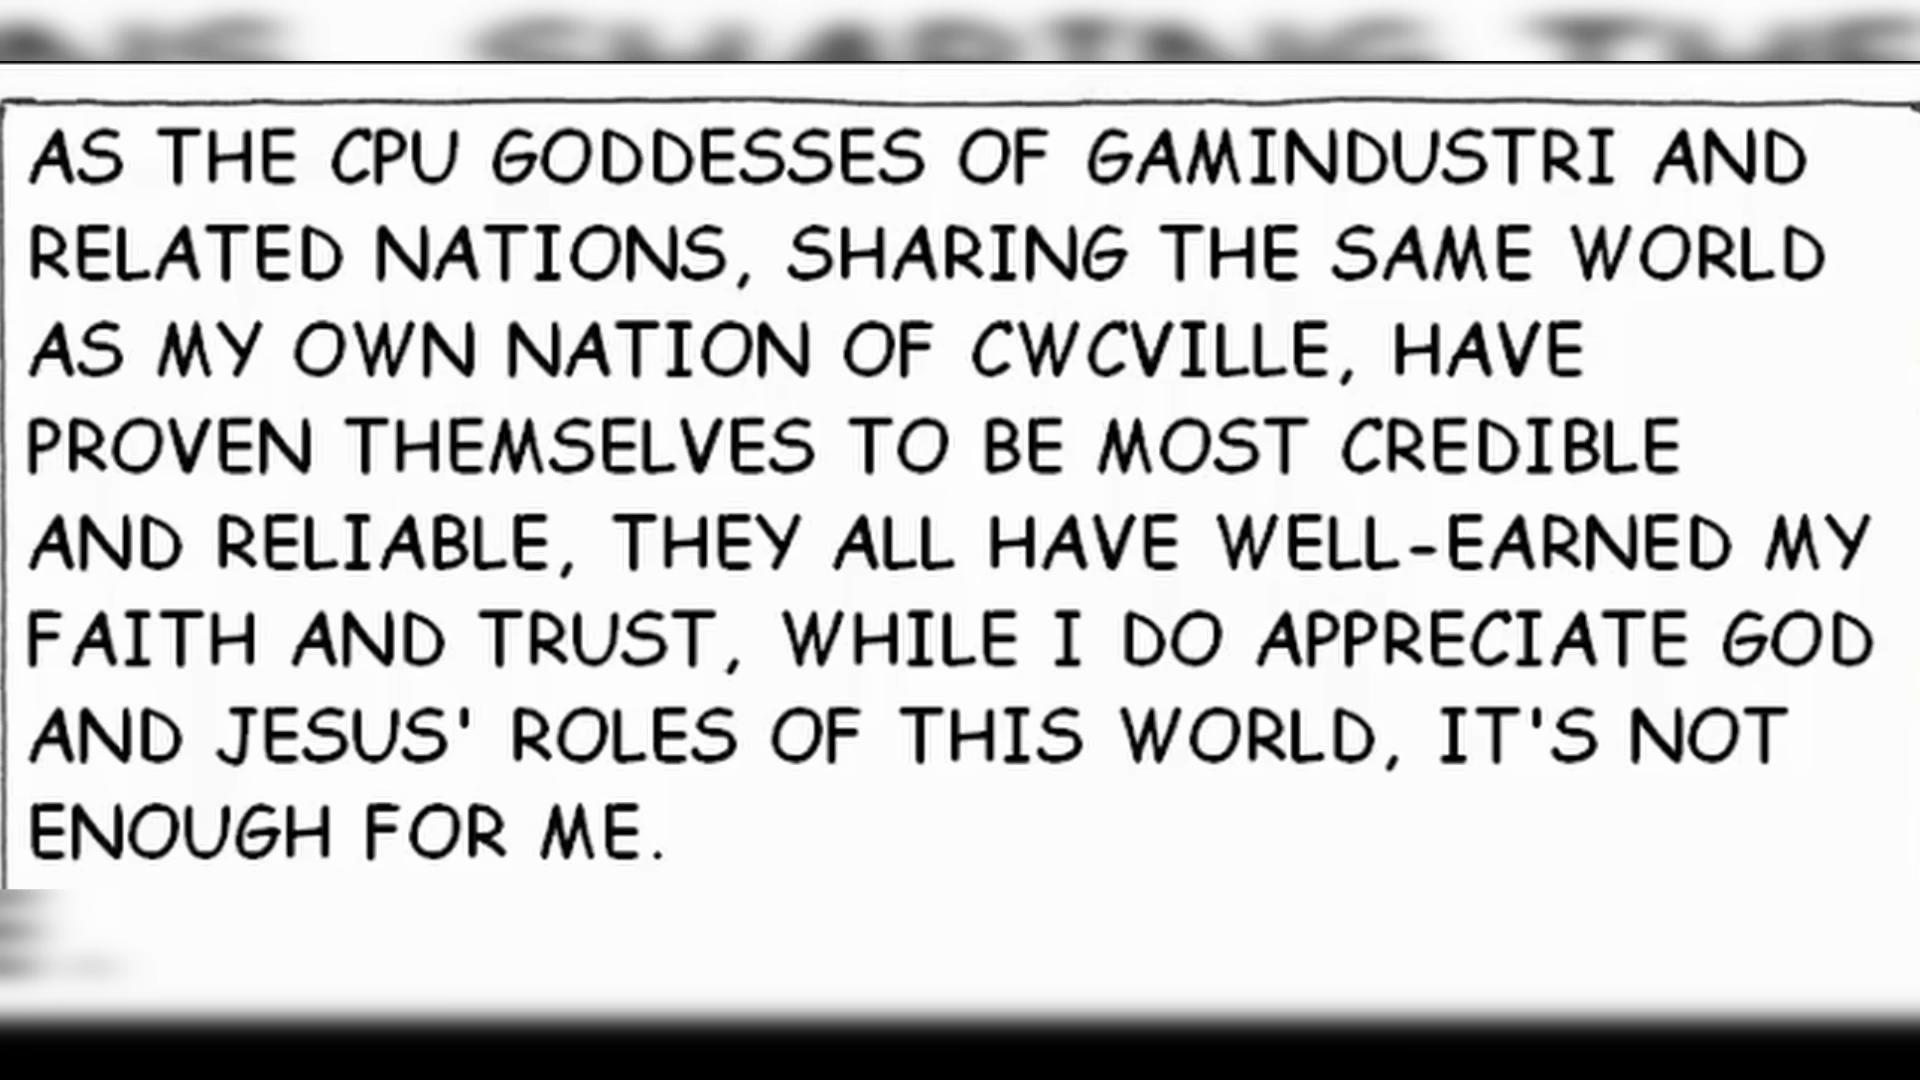 AS THE CPU GODDESSES OF GAMINDUSTRI AND
RELATED NATIONS, SHARING THE SAME WORLD
AS MY OWN NATION OF CWCVILLE, HAVE
PROVEN THEMSELVES TO BE MOST CREDIBLE
AND RELIABLE, THEY ALL HAVE WELL-EARNED MY
FAITH AND TRUST, WHILE I DO APPRECIATE GOD
AND JESUS' ROLES OF THIS WORLD, IT'S NOT
ENOUGH FOR ME.